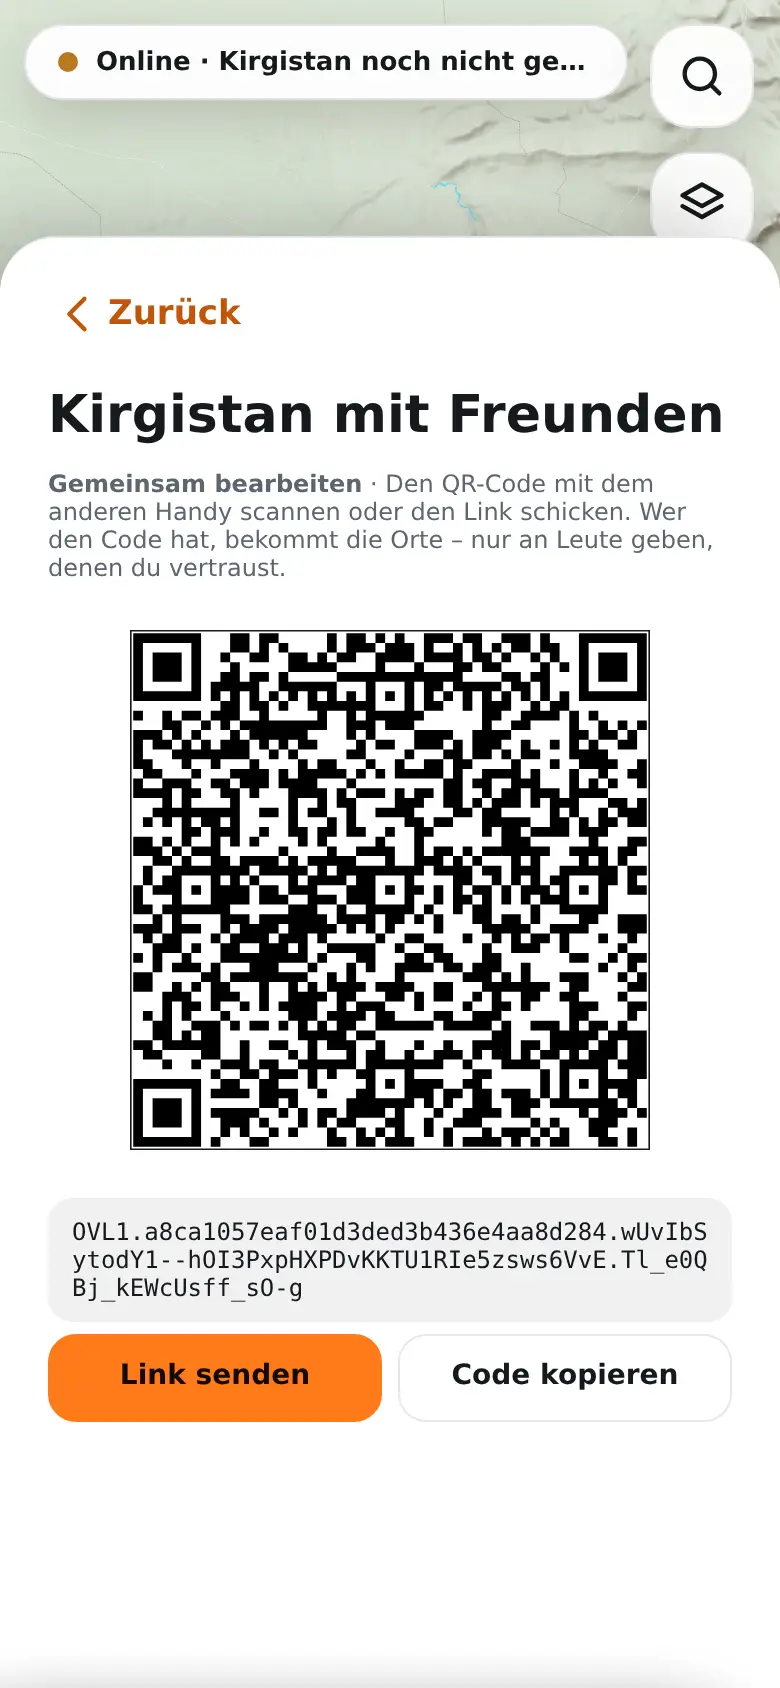 Online · Kirgistan noch nicht ge…
Zurück
Kirgistan mit Freunden
Gemeinsam bearbeiten · Den QR-Code mit dem
anderen Handy scannen oder den Link schicken. Wer
den Code hat, bekommt die Orte – nur an Leute geben,
denen du vertraust.
OVL1.a8ca1057eaf01d3ded3b436e4aa8d284.wUvIbS
ytodY1--hOI3PxpHXPDvKKTU1RIe5zsws6VvE.Tl_e0Q
Bj_kEWcUsff_sO-g
Link senden
Code kopieren